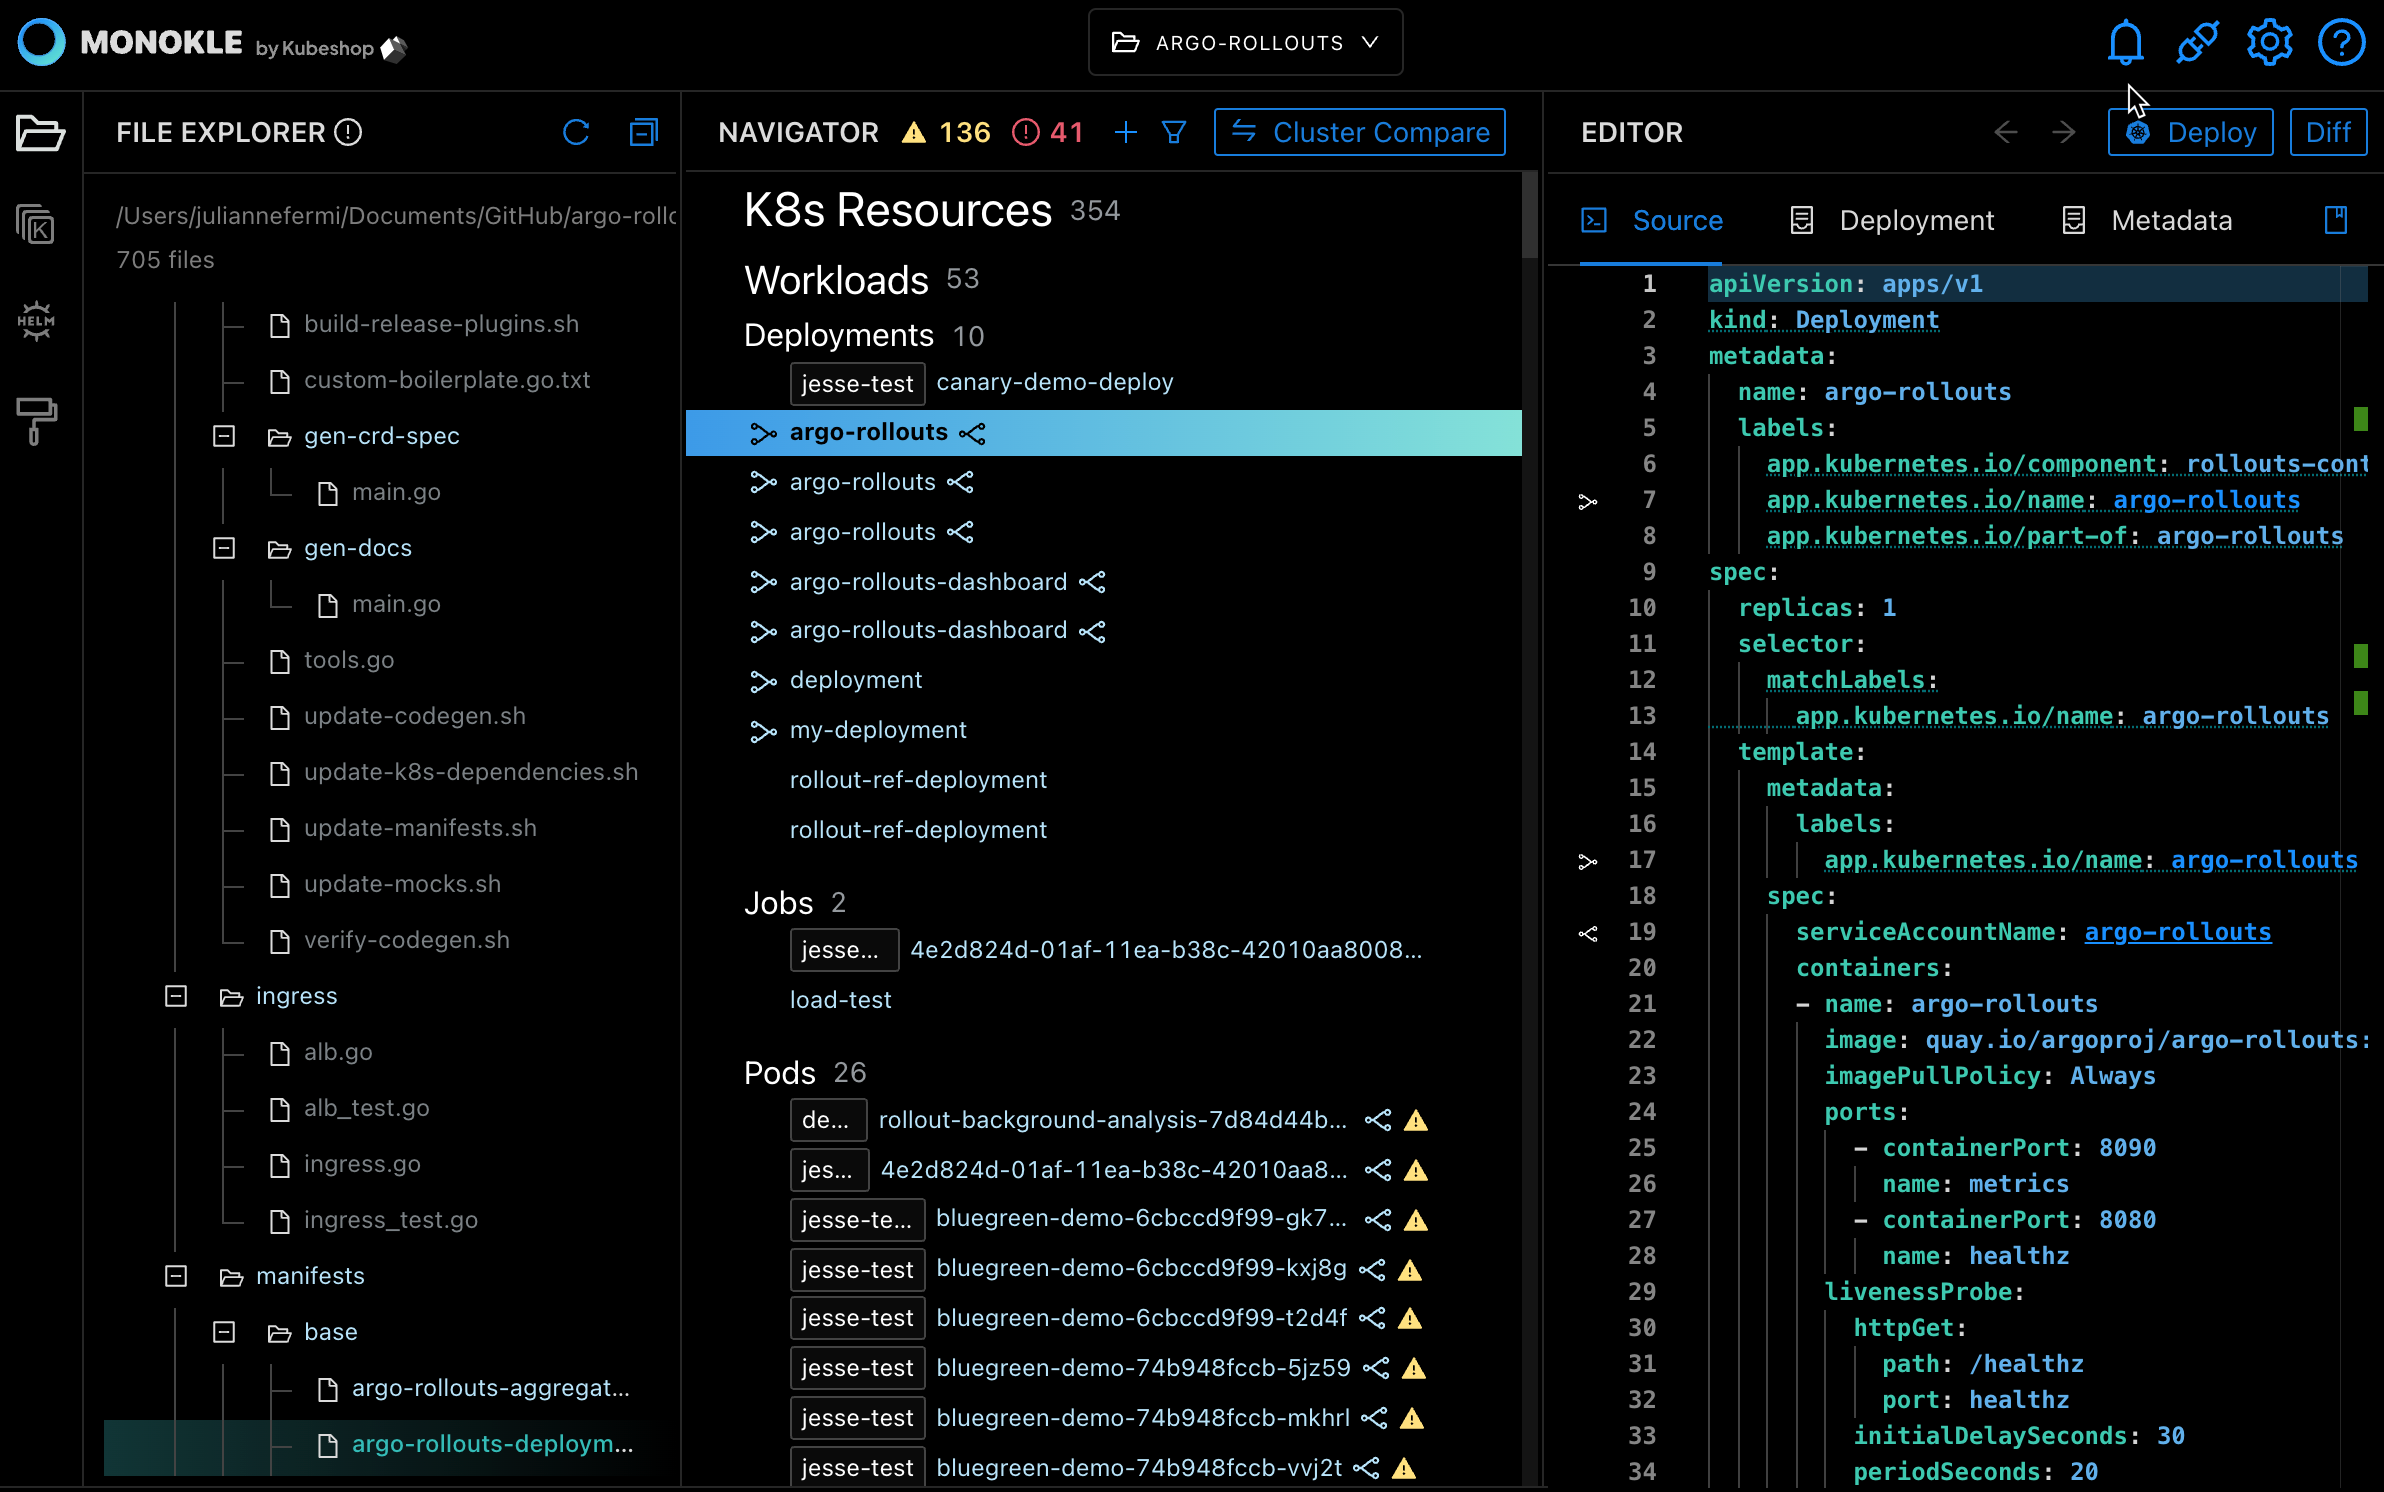 MONOKLE by Kubeshop
ARGO-ROLLOUTS
FILE EXPLORER
/Users/juliannefermi/Documents/GitHub/argo-rollo
705 files
build-release-plugins.sh
custom-boilerplate.go.txt
gen-crd-spec
main.go
gen-docs
main.go
tools.go
update-codegen.sh
update-k8s-dependencies.sh
update-manifests.sh
update-mocks.sh
verify-codegen.sh
ingress
alb.go
alb_test.go
ingress.go
ingress_test.go
manifests
base
argo-rollouts-aggregat...
argo-rollouts-deploym...
K
HELM
NAVIGATOR 136 41 Cluster Compare
K8s Resources 354
Workloads 53
Deployments 10
jesse-test canary-demo-deploy
argo-rollouts
argo-rollouts
argo-rollouts
argo-rollouts-dashboard
argo-rollouts-dashboard
deployment
my-deployment
rollout-ref-deployment
rollout-ref-deployment
Jobs 2
jesse... 4e2d824d-01af-11ea-b38c-42010aa8008...
load-test
Pods 26
de... rollout-background-analysis-7d84d44b...
jes... 4e2d824d-01af-11ea-b38c-42010aa8...
jesse-te... bluegreen-demo-6cbccd9f99-gk7...
jesse-test bluegreen-demo-6cbccd9f99-kxj8g
jesse-test bluegreen-demo-6cbccd9f99-t2d4f
jesse-test bluegreen-demo-74b948fccb-5jz59
jesse-test bluegreen-demo-74b948fccb-mkhrl
jesse-test bluegreen-demo-74b948fccb-vvj2t
EDITOR Deploy Diff
Source Deployment Metadata
1 apiVersion: apps/v1
2 kind: Deployment
3 metadata:
4 name: argo-rollouts
5 labels:
6 app.kubernetes.io/component: rollouts-cont
7 app.kubernetes.io/name: argo-rollouts
8 app.kubernetes.io/part-of: argo-rollouts
9 spec:
10 replicas: 1
11 selector:
12 matchLabels:
13 app.kubernetes.io/name: argo-rollouts
14 template:
15 metadata:
16 labels:
17 app.kubernetes.io/name: argo-rollouts
18 spec:
19 serviceAccountName: argo-rollouts
20 containers:
21 - name: argo-rollouts
22 image: quay.io/argoproj/argo-rollouts:
23 imagePullPolicy: Always
24 ports:
25 - containerPort: 8090
26 name: metrics
27 - containerPort: 8080
28 name: healthz
29 livenessProbe:
30 httpGet:
31 path: /healthz
32 port: healthz
33 initialDelaySeconds: 30
34 periodSeconds: 20